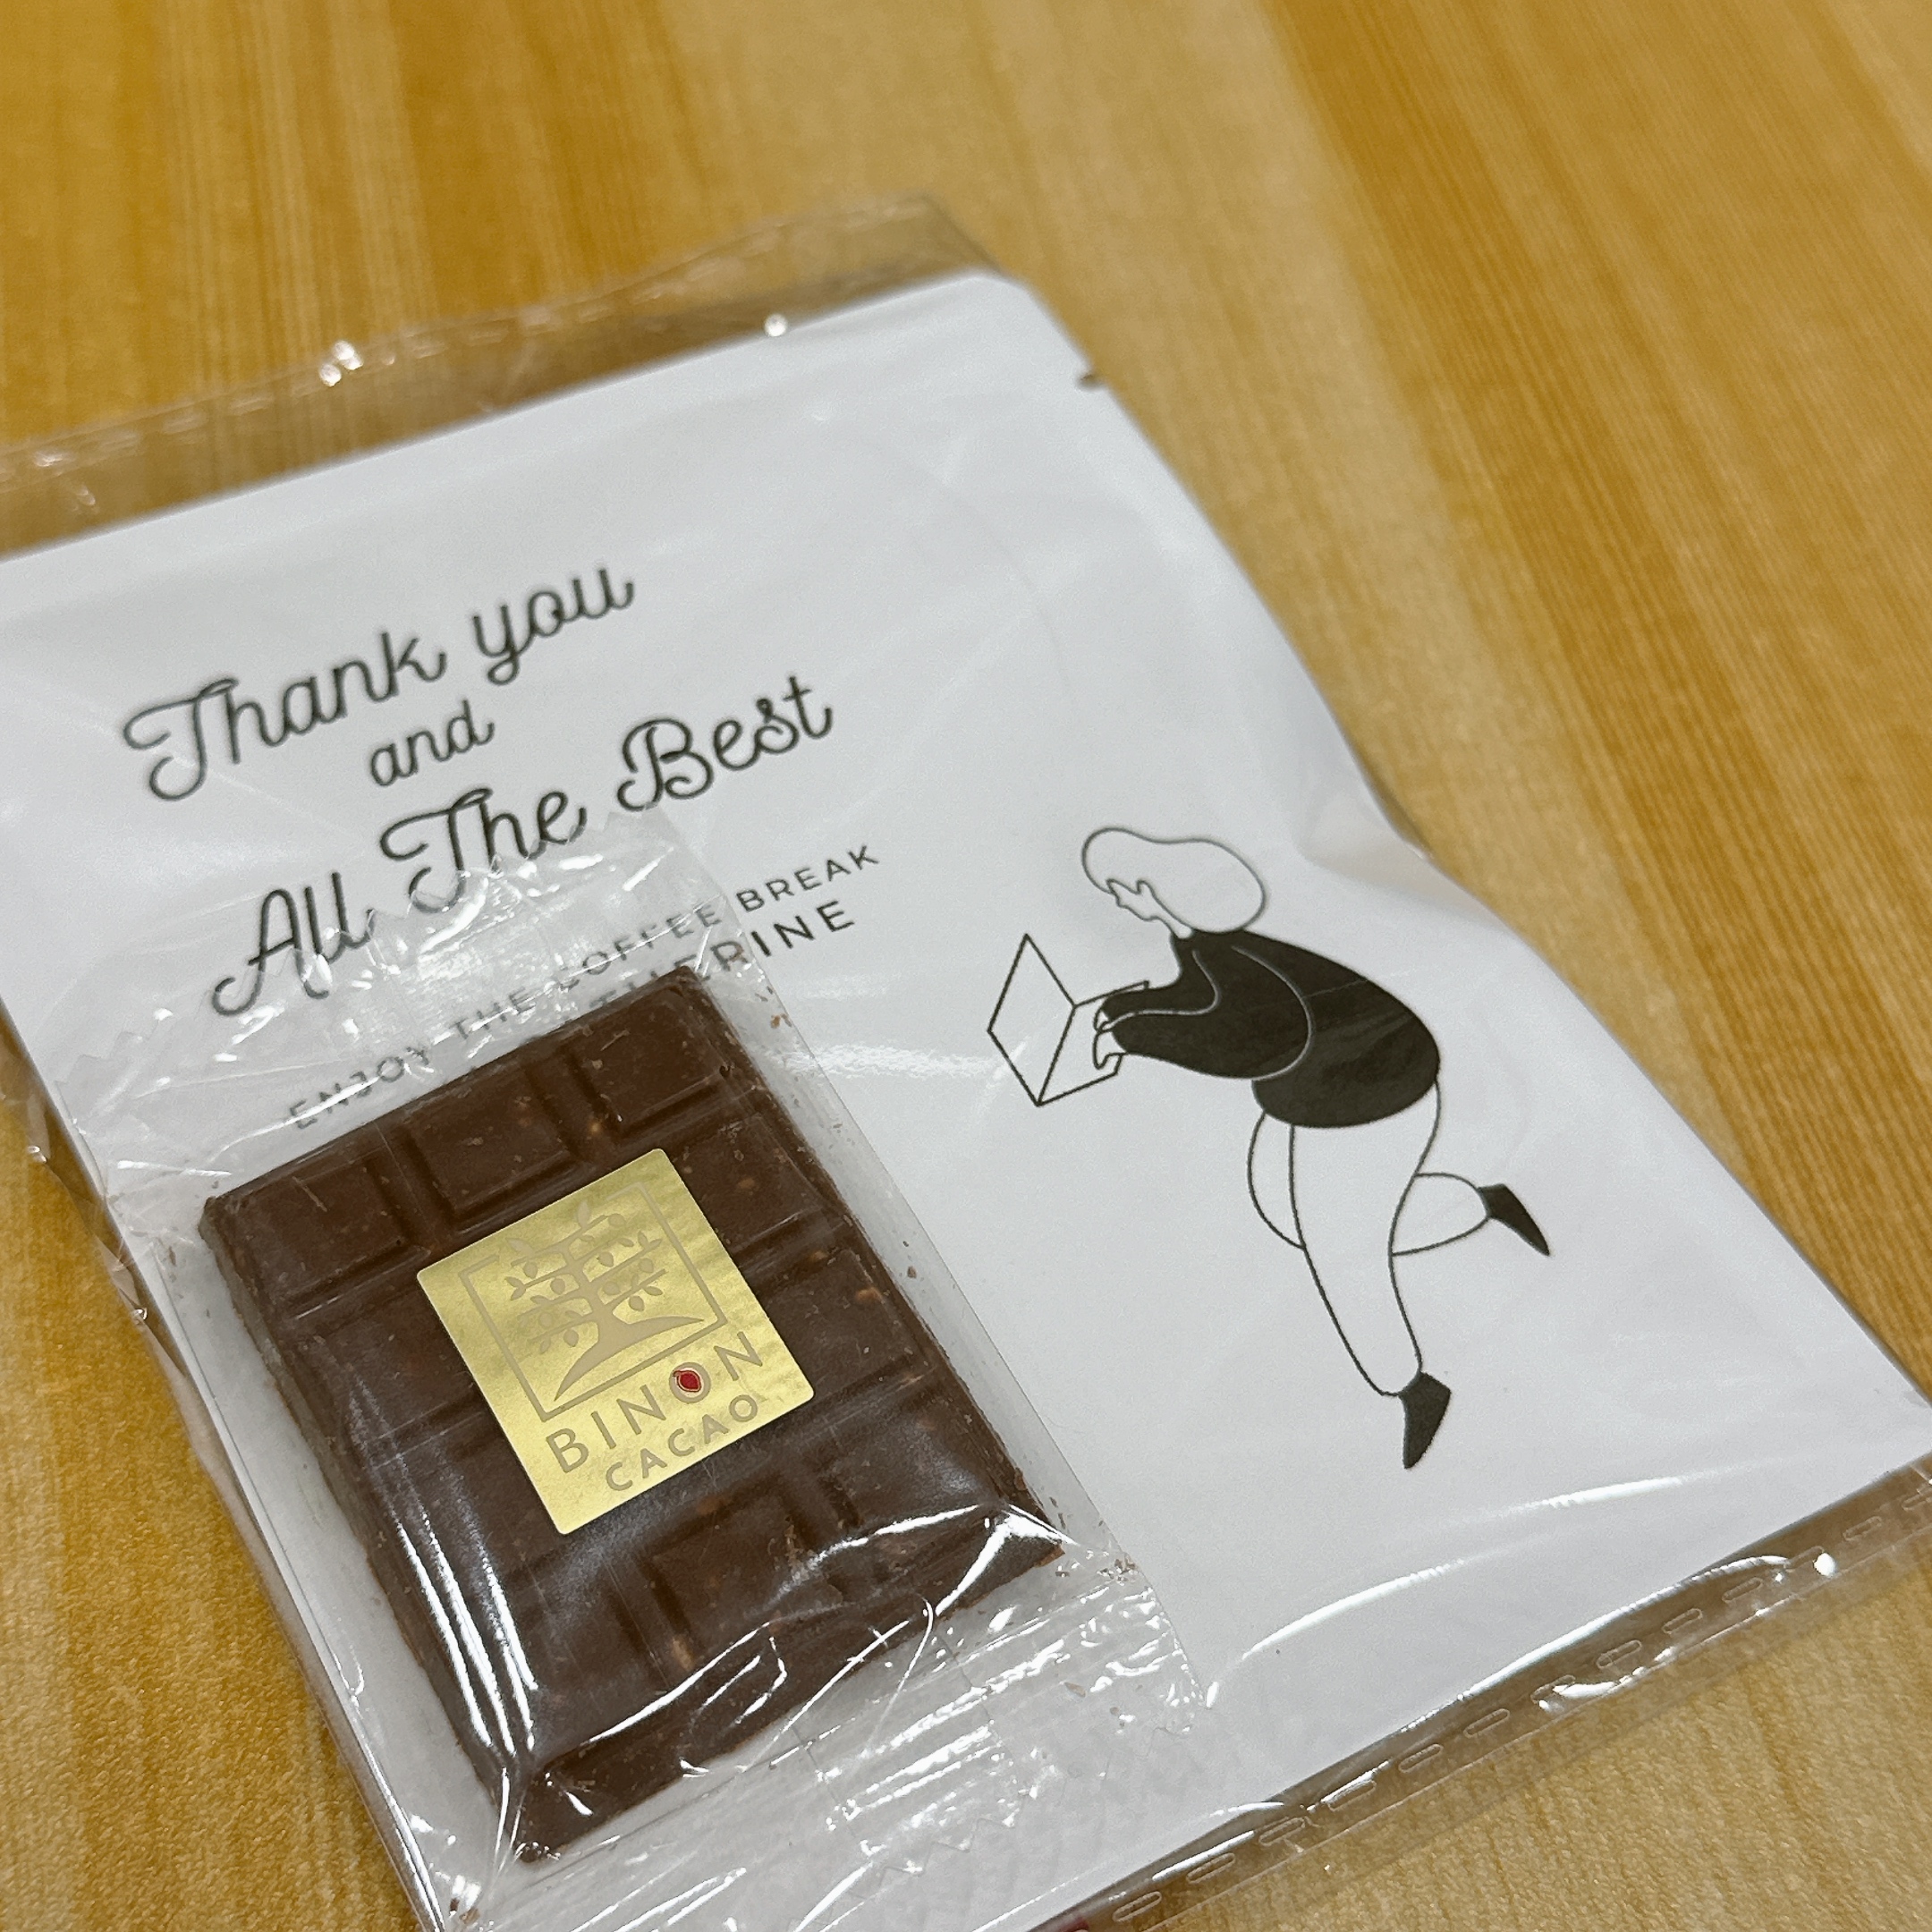 Thank you
and
All The Best
ENJOY THE COFFEE BREAK
BINON
CACAO